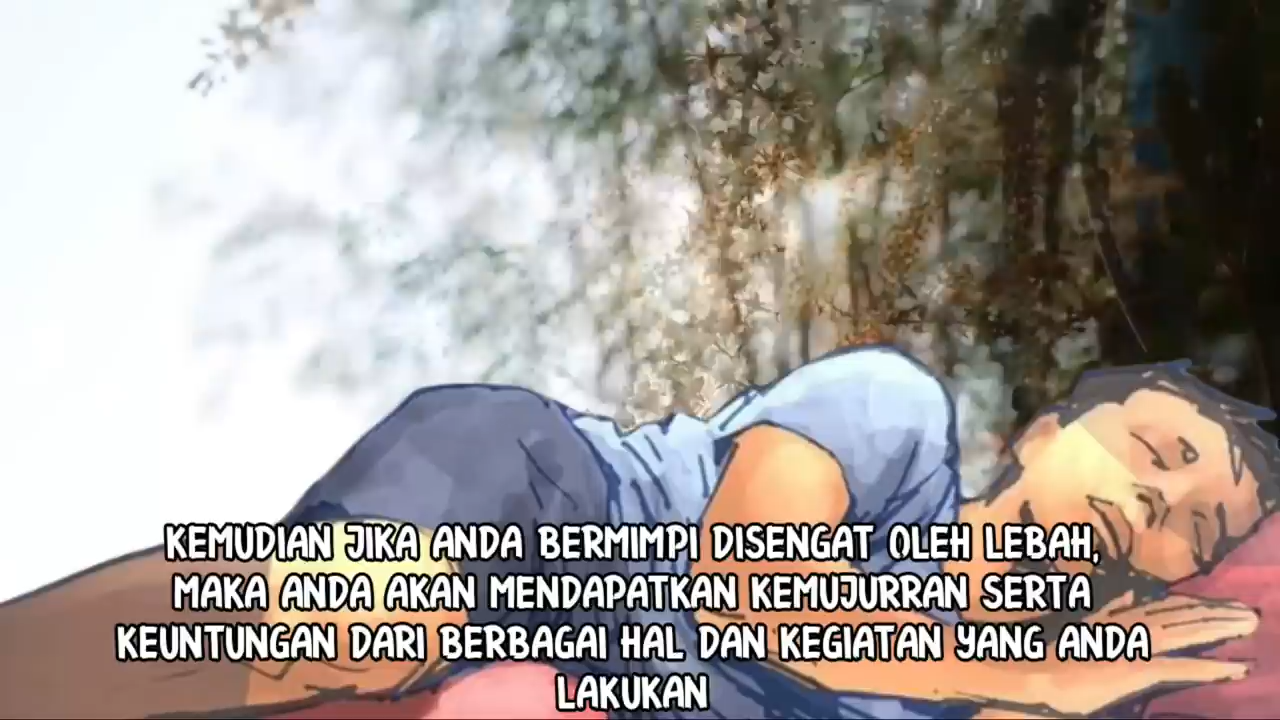 KEMUDIAN JIKA ANDA BERMIMPI DISENGAT OLEH LEBAH,
MAKA ANDA AKAN MENDAPATKAN KEMUJURRAN SERTA
KEUNTUNGAN DARI BERBAGAI HAL DAN KEGIATAN YANG ANDA
LAKUKAN